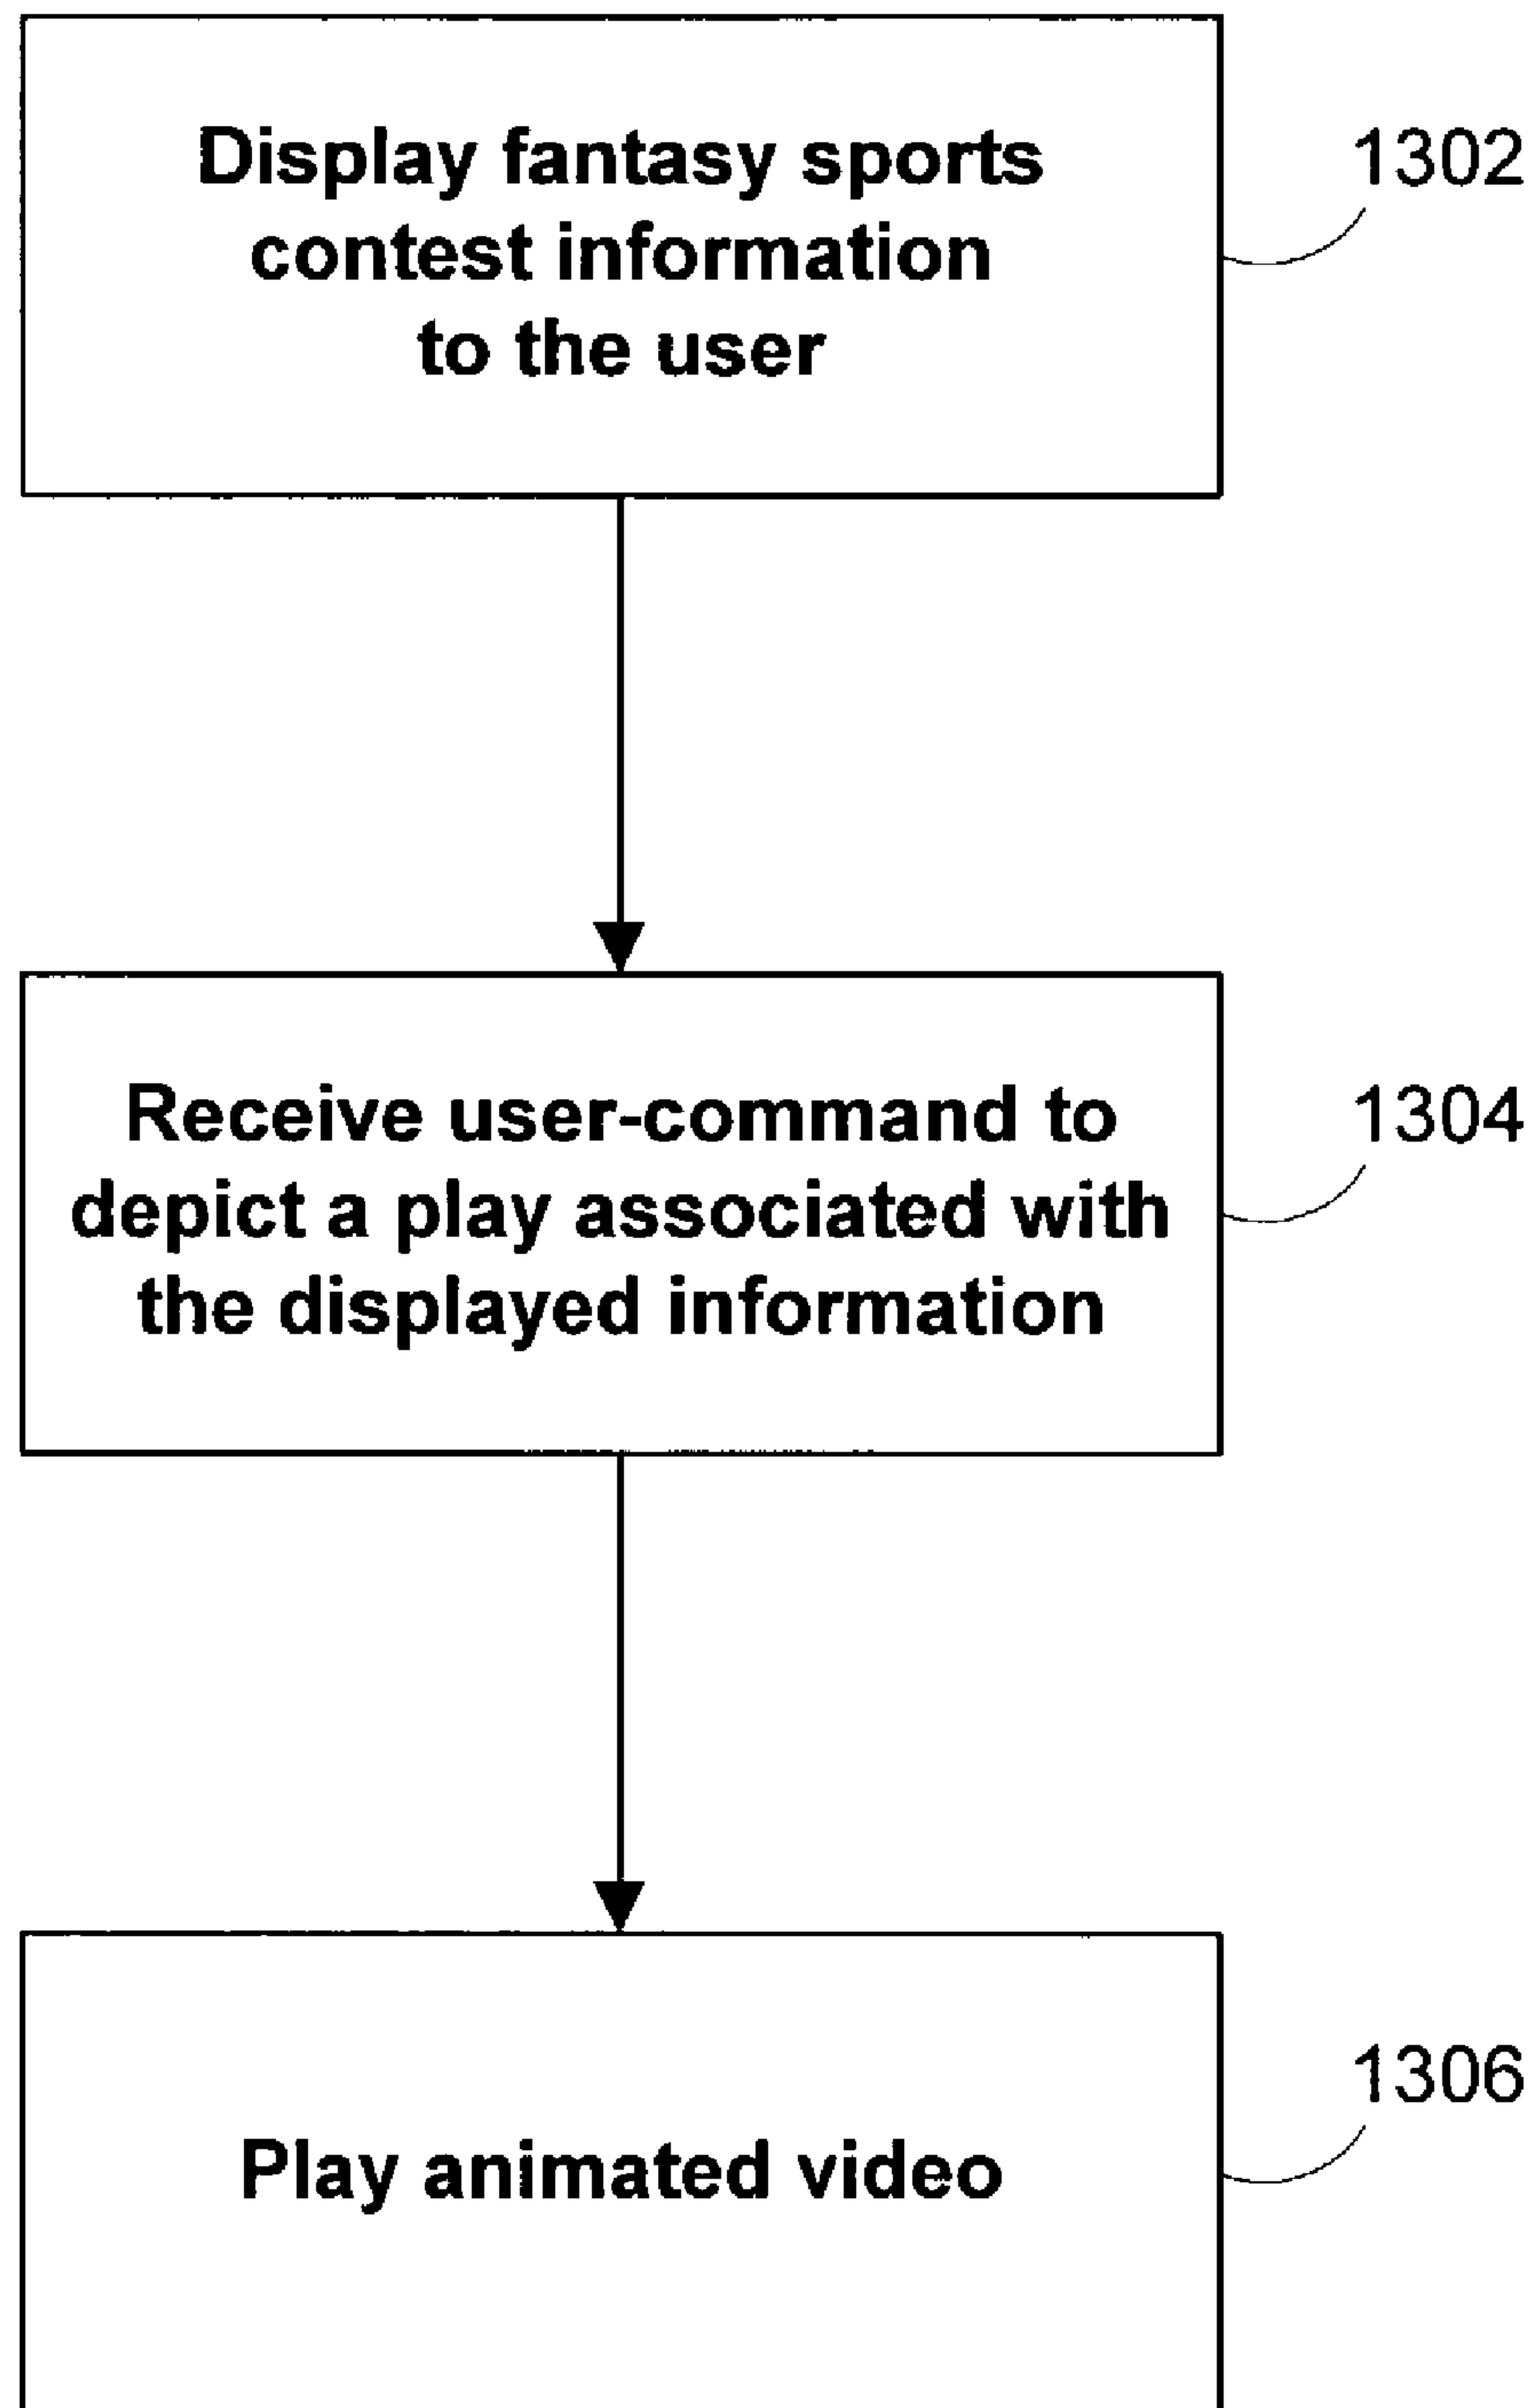 Display fantasy sports
contest information
to the user
1302
Receive user-command to
depict a play associated with
the displayed information
1304
Play animated video
1306